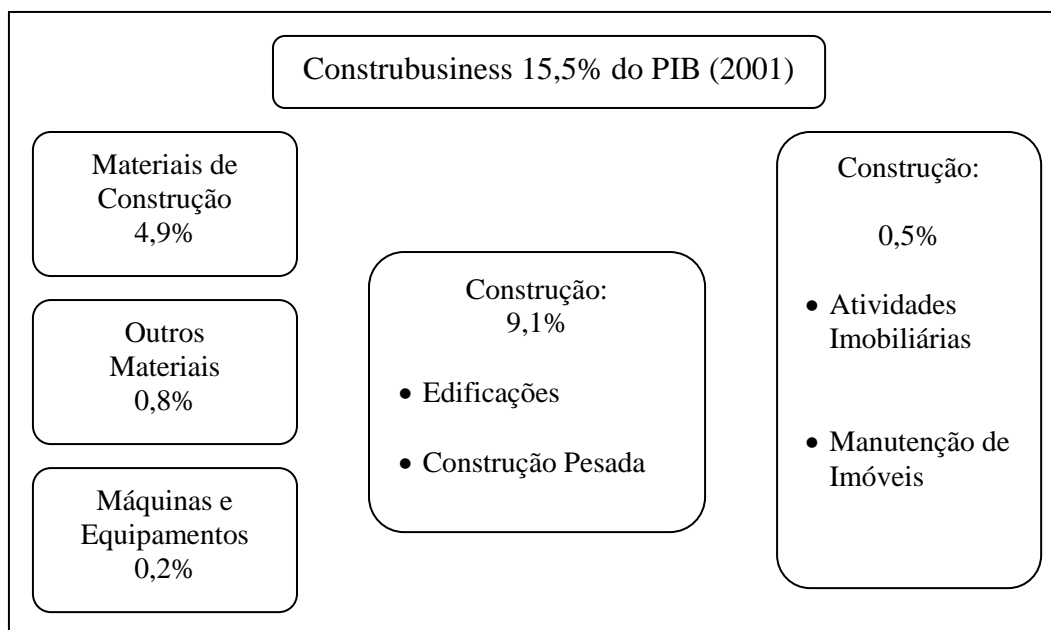 Construbusiness 15,5% do PIB (2001)
Materiais de
Construção
4,9%
Outros
Materiais
0,8%
Máquinas e
Equipamentos
0,2%
Construção:
9,1%
• Edificações
• Construção Pesada
Construção:
0,5%
• Atividades
Imobiliárias
• Manutenção de
Imóveis